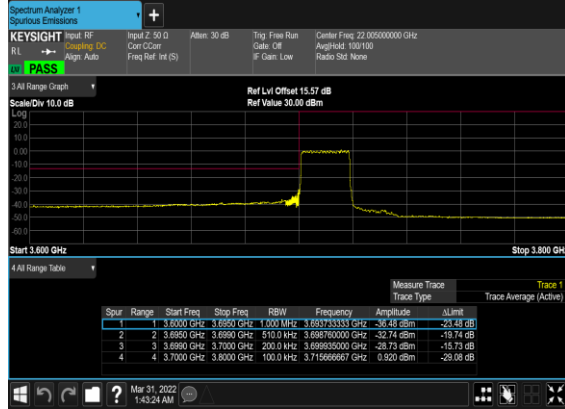 Spectrum Analyzer 1
Spurious Emissions
KEYSIGHT Input: RF Input Z: 50 Ω Atten: 30 dB Trig: Free Run Center Freq: 22.005000000 GHz
RL Coupling: DC Corr CCorr Gate: Off Avg|Hold: 100/100
Align: Auto Freq Ref: Int (S) IF Gain: Low Radio Std: None
PASS
3 All Range Graph
Ref Lvl Offset 15.57 dB
Scale/Div 10.0 dB Ref Value 30.00 dBm
Log
20.0
10.0
0.00
-10.0
-20.0
-30.0
-40.0
-50.0
-60.0
Start 3.600 GHz Stop 3.800 GHz
4 All Range Table
Measure Trace Trace 1
Trace Type Trace Average (Active)
Spur Range Start Freq Stop Freq RBW Frequency Amplitude ΔLimit
1 1 3.6000 GHz 3.6950 GHz 1.000 MHz 3.693733333 GHz -36.48 dBm -23.48 dB
2 2 3.6950 GHz 3.6990 GHz 510.0 kHz 3.698760000 GHz -32.74 dBm -19.74 dB
3 3 3.6990 GHz 3.7000 GHz 200.0 kHz 3.699935000 GHz -28.73 dBm -15.73 dB
4 4 3.7000 GHz 3.8000 GHz 100.0 kHz 3.715666667 GHz 0.920 dBm -29.08 dB
? Mar 31, 2022
1:43:24 AM